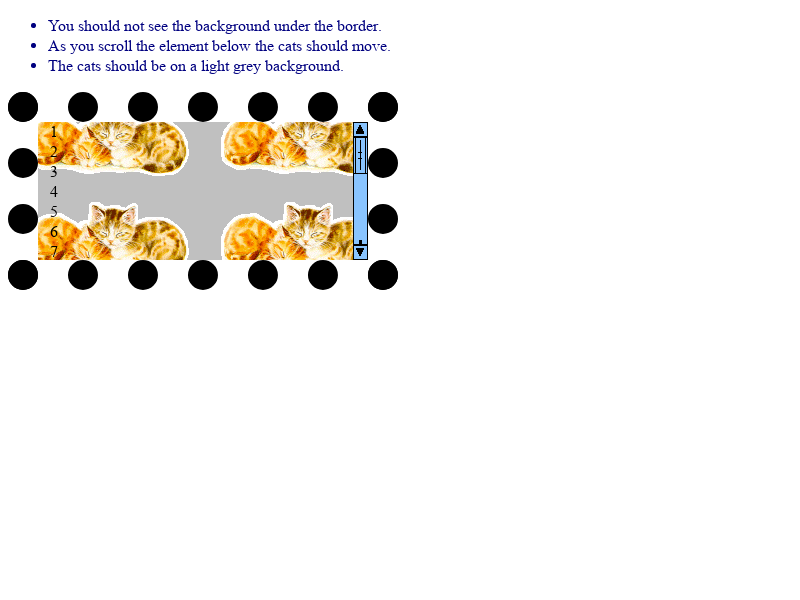 You should not see the background under the border.
As you scroll the element below the cats should move.
The cats should be on a light grey background.
1
2
3
4
5
6
7